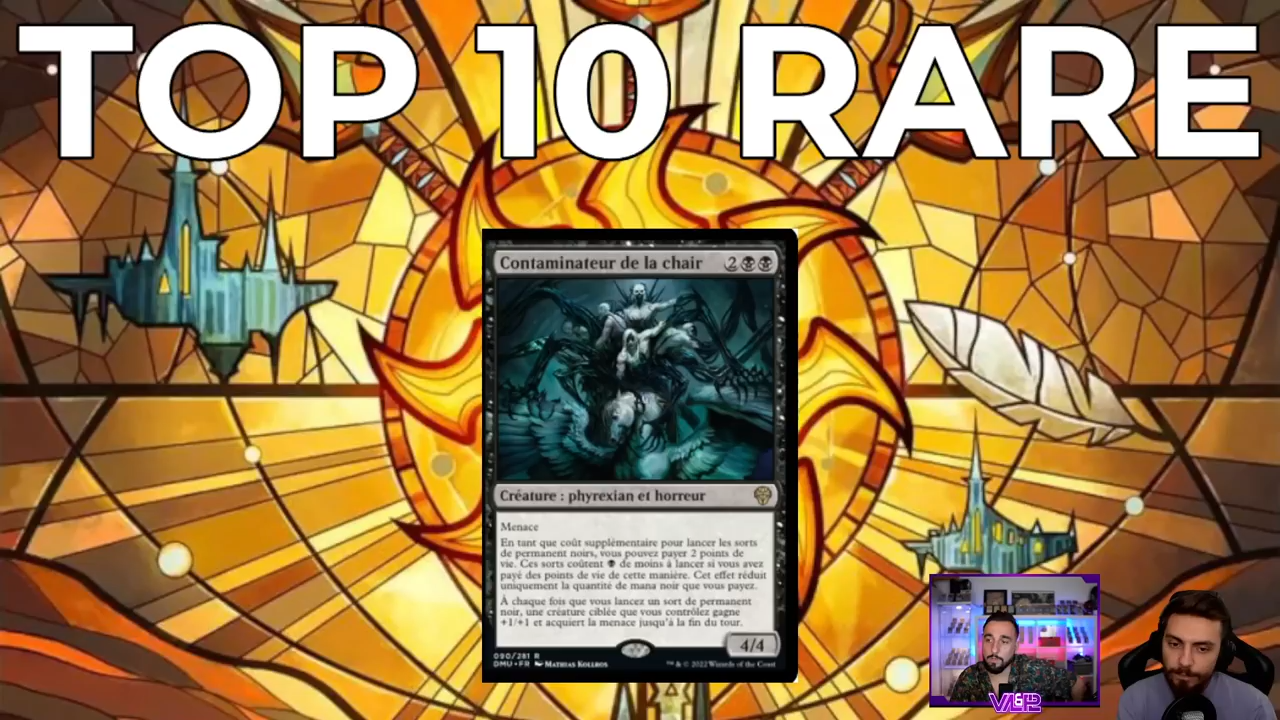 TOP 10 RARE
Contaminateur de la chair 2
Créature : phyrexian et horreur
Menace
En tant que coût supplémentaire pour lancer les sorts
de permanent noirs, vous pouvez payer 2 points de
vie. Ces sorts coûtent de moins à lancer si vous avez
payé des points de vie de cette manière. Cet effet réduit
uniquement la quantité de mana noir que vous payez.
À chaque fois que vous lancez un sort de permanent
noir, une créature ciblée que vous contrôlez gagne
+1/+1 et acquiert la menace jusqu'à la fin du tour.
4/4
090/281 R
DMU • FR Mathias Kollros
™ & © 2022 Wizards of the Coast